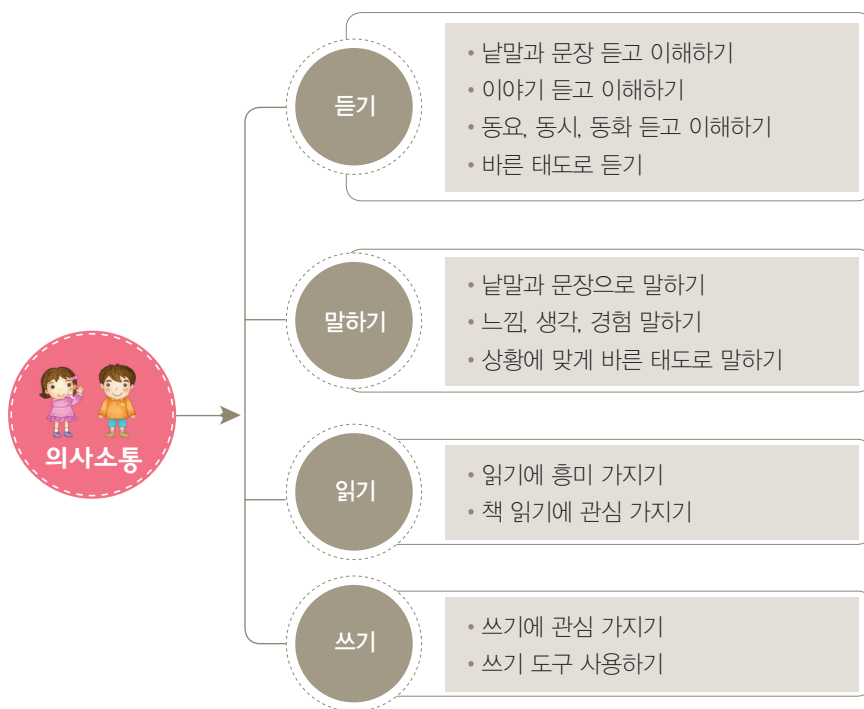 의사소통
듣기
• 낱말과 문장 듣고 이해하기
• 이야기 듣고 이해하기
• 동요, 동시, 동화 듣고 이해하기
• 바른 태도로 듣기
말하기
• 낱말과 문장으로 말하기
• 느낌, 생각, 경험 말하기
• 상황에 맞게 바른 태도로 말하기
읽기
• 읽기에 흥미 가지기
• 책 읽기에 관심 가지기
쓰기
• 쓰기에 관심 가지기
• 쓰기 도구 사용하기